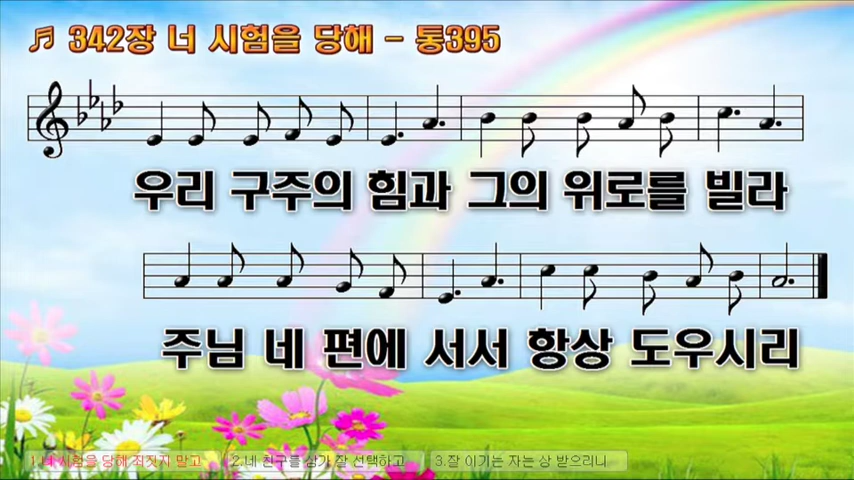 ♬ 342장 너 시험을 당해 - 통395
우리 구주의 힘과 그의 위로를 빌라
주님 네 편에 서서 항상 도우시리
1.너 시험을 당해 죄짓지 말고 2.네 친구를 삼가 잘 선택하고 3.잘 이기는 자는 상 받으리니